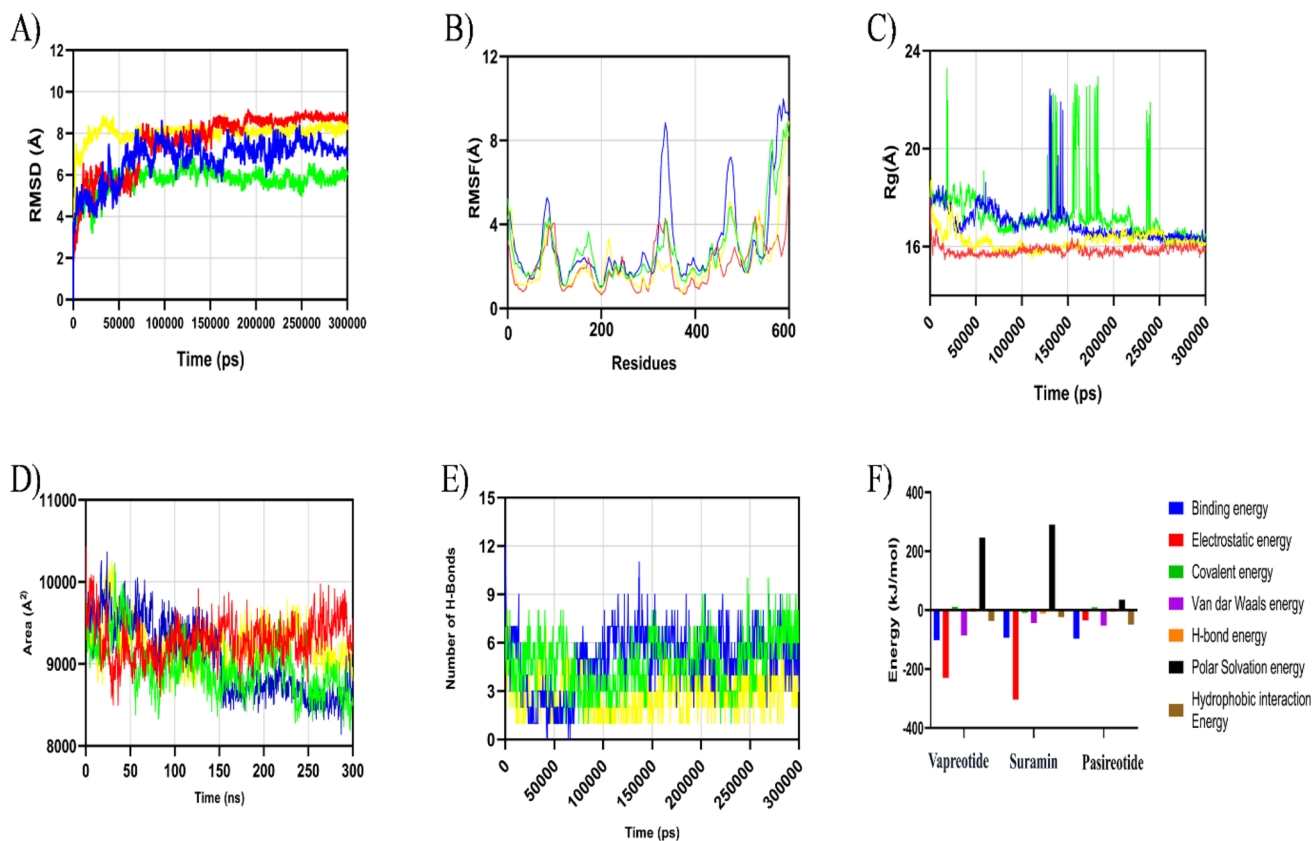 A)
12
10
8
6
4
2
0
RMSD (Å)
0 50000 100000 150000 200000 250000 300000
Time (ps)
B)
12
8
4
0
RMSF(Å)
0 200 400 600
Residues
C)
24
20
16
Rg(Å)
0 50000 100000 150000 200000 250000 300000
Time (ps)
D)
11000
10000
9000
8000
Area (A²)
0 50 100 150 200 250 300
Time (ns)
E)
15
12
9
6
3
0
Number of H-Bonds
0 50000 100000 150000 200000 250000 300000
Time (ps)
F)
400
200
0
-200
-400
Energy (kJ/mol)
Vapreotide Suramin Pasireotide
Binding energy
Electrostatic energy
Covalent energy
Van dar Waals energy
H-bond energy
Polar Solvation energy
Hydrophobic interaction
Energy